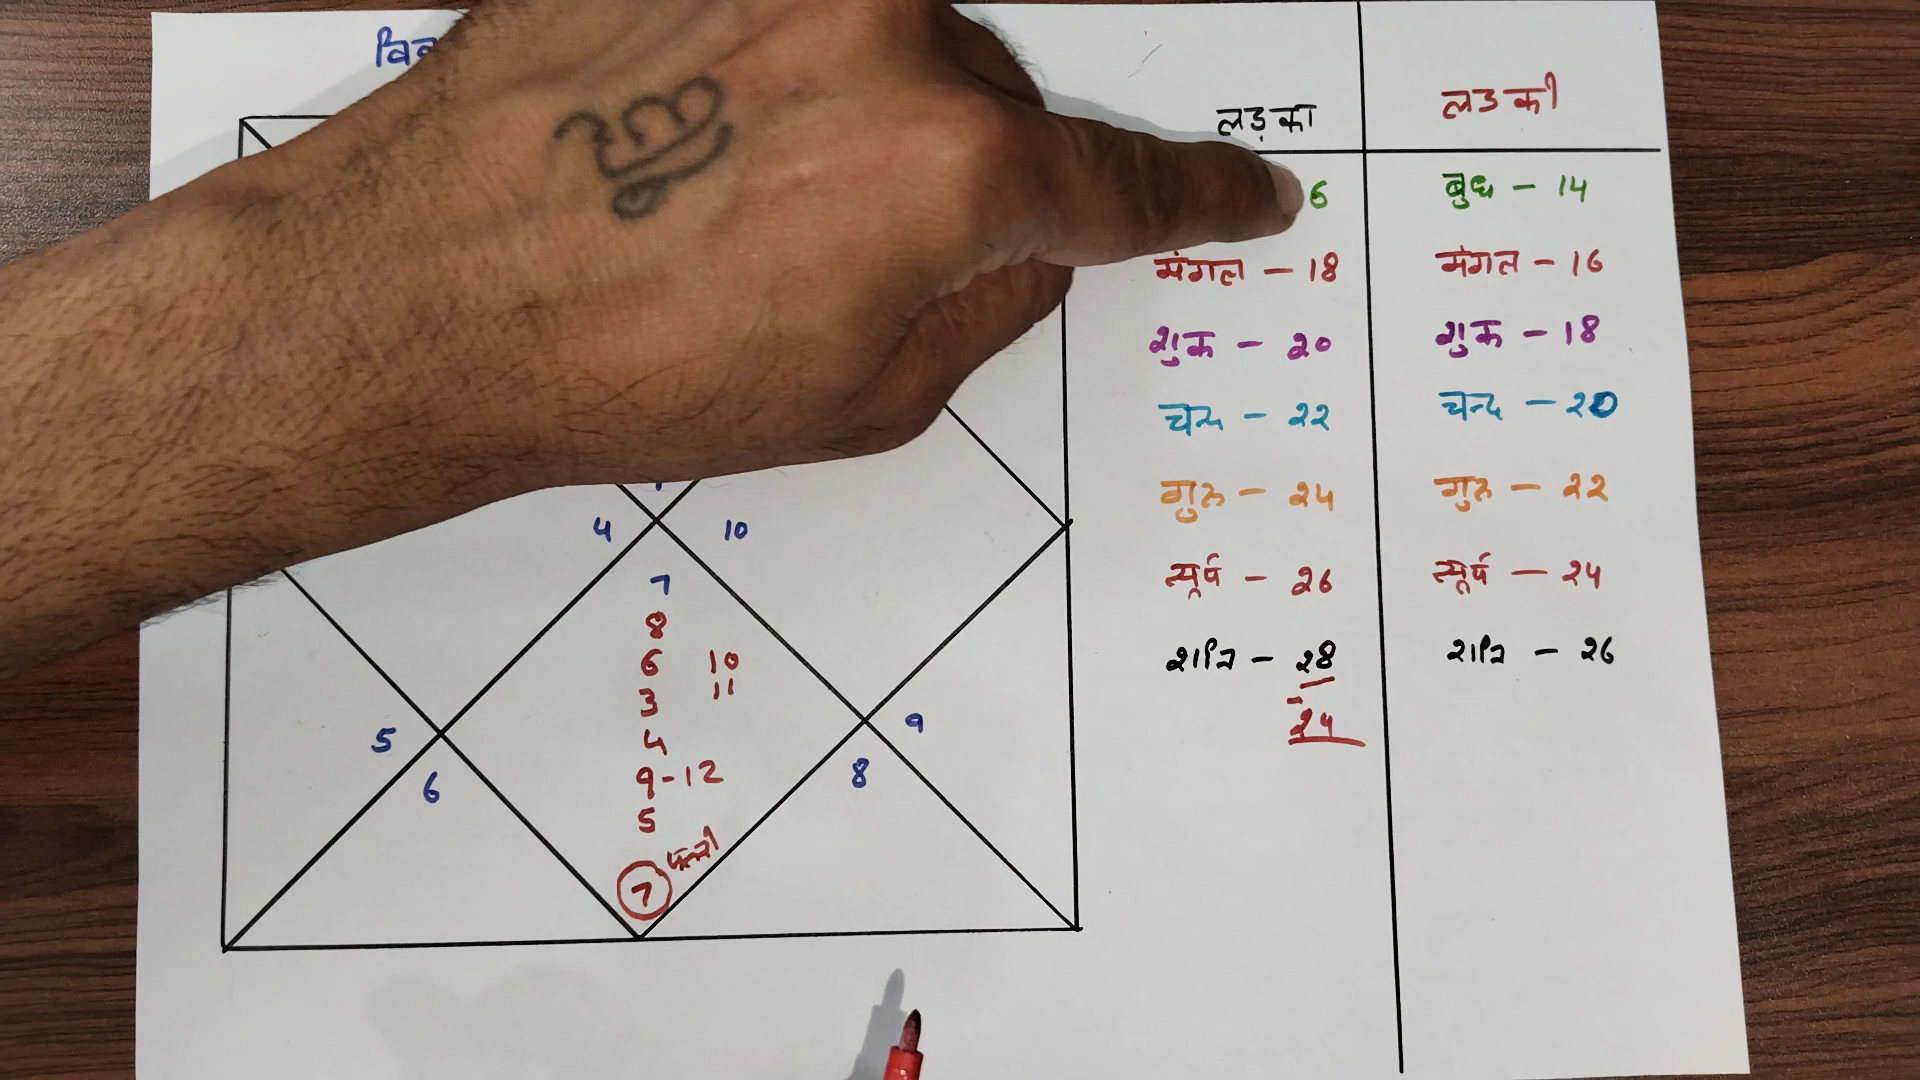 लड़का
लडकी
6
बुध - 14
मंगल - 18
मंगल - 16
शुक्र - 20
शुक्र - 18
चन्द्र - 22
चन्द्र - 20
गुरु - 24
गुरु - 22
सूर्य - 26
सूर्य - 24
शनि - 28
शनि - 26
24
4
10
7
8
6 10
3 11
4
9-12
5
पत्नी
7
5
6
9
8